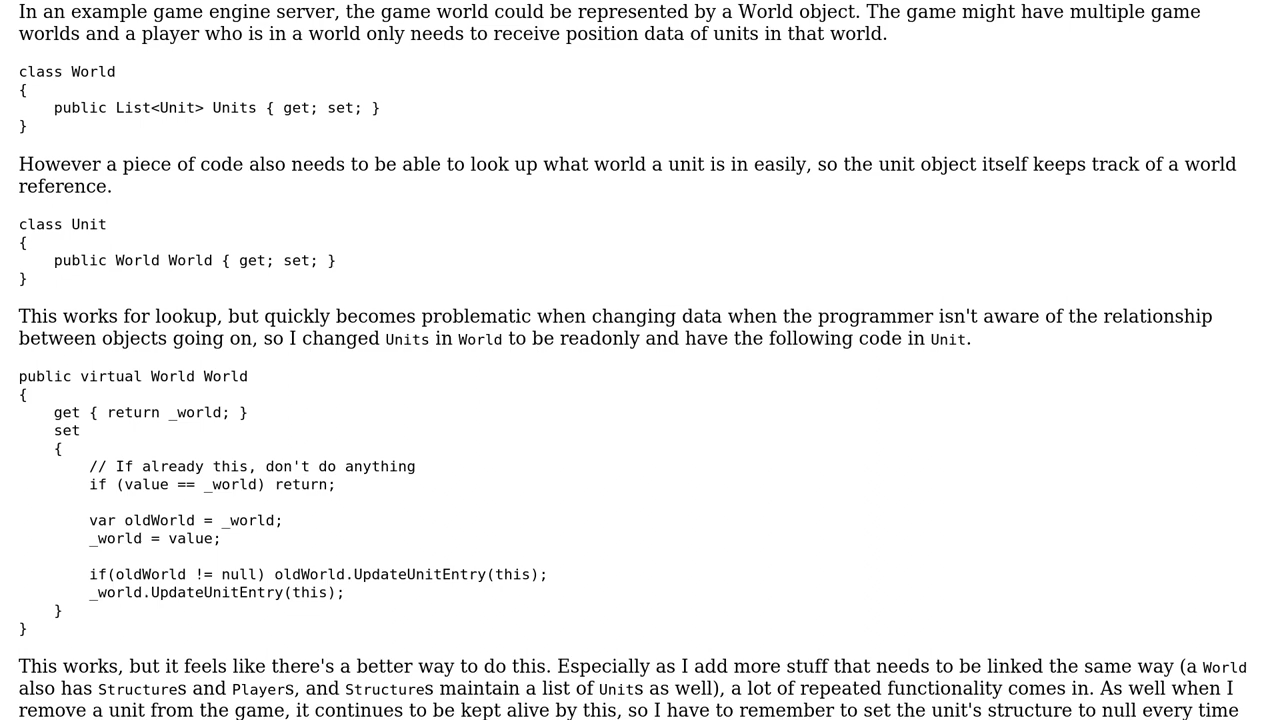 In an example game engine server, the game world could be represented by a World object. The game might have multiple game
worlds and a player who is in a world only needs to receive position data of units in that world.
class World
{
    public List<Unit> Units { get; set; }
}
However a piece of code also needs to be able to look up what world a unit is in easily, so the unit object itself keeps track of a world
reference.
class Unit
{
    public World World { get; set; }
}
This works for lookup, but quickly becomes problematic when changing data when the programmer isn't aware of the relationship
between objects going on, so I changed Units in World to be readonly and have the following code in Unit.
public virtual World World
{
    get { return _world; }
    set
    {
        // If already this, don't do anything
        if (value == _world) return;
        var oldWorld = _world;
        _world = value;
        if(oldWorld != null) oldWorld.UpdateUnitEntry(this);
        _world.UpdateUnitEntry(this);
    }
}
This works, but it feels like there's a better way to do this. Especially as I add more stuff that needs to be linked the same way (a World
also has Structures and Players, and Structures maintain a list of Units as well), a lot of repeated functionality comes in. As well when I
remove a unit from the game, it continues to be kept alive by this, so I have to remember to set the unit's structure to null every time